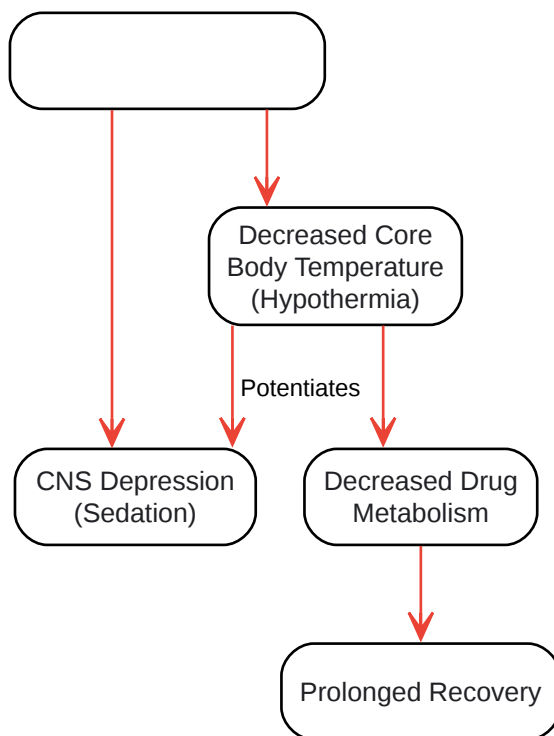 Decreased Core
Body Temperature
(Hypothermia)
Potentiates
CNS Depression
(Sedation)
Decreased Drug
Metabolism
Prolonged Recovery